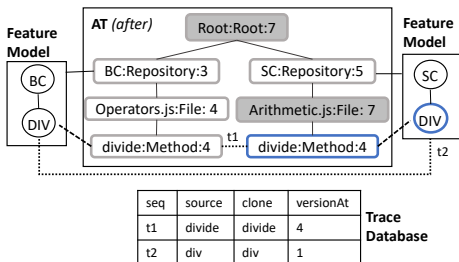 AT (after)
Root:Root:7
Feature
Model
Feature
Model
BC
BC:Repository:3
SC:Repository:5
SC
Operators.js:File: 4
Arithmetic.js:File: 7
DIV
DIV
t1
divide:Method:4
divide:Method:4
t2
seq source clone versionAt
t1 divide divide 4
t2 div div 1
Trace
Database